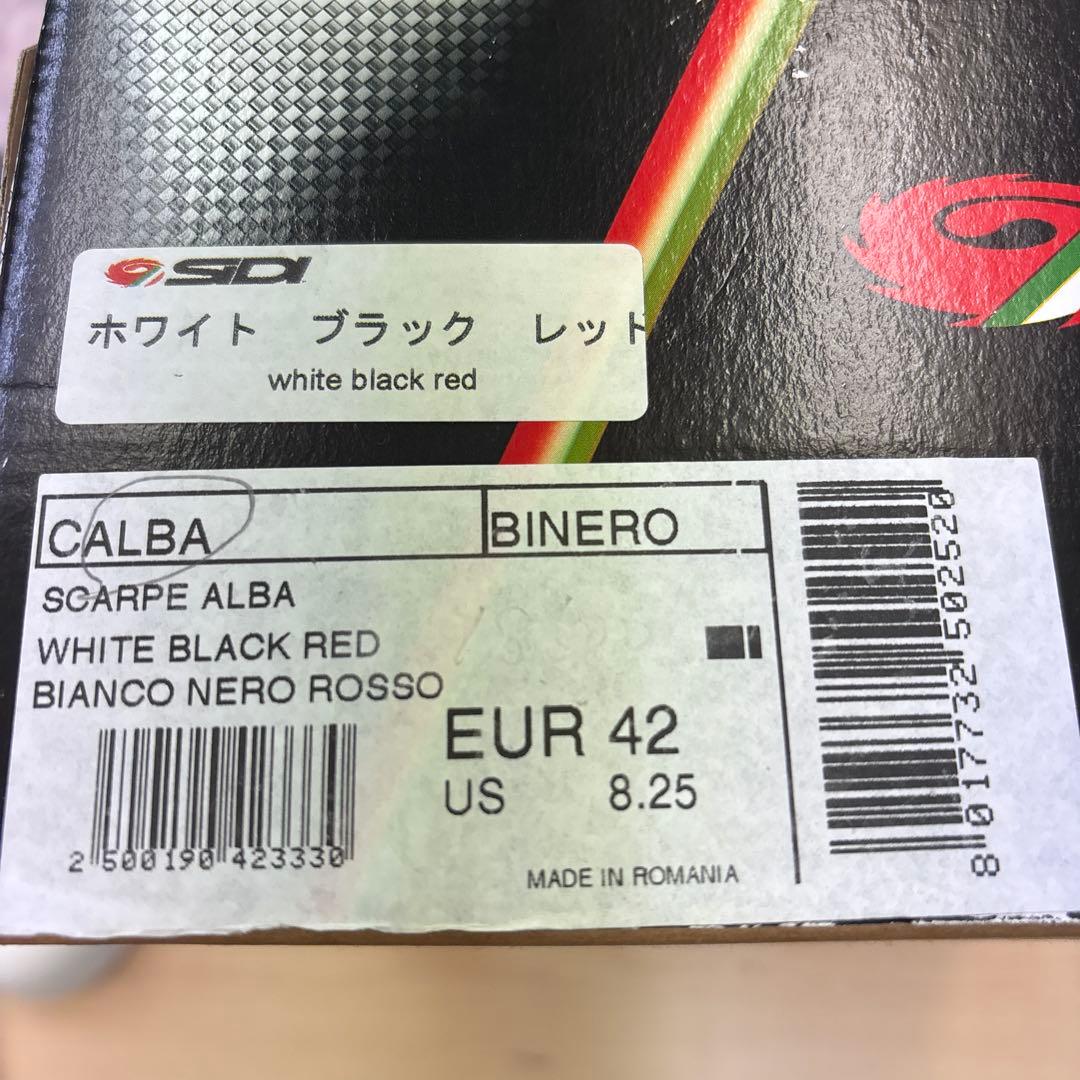 SIDI
ホワイト ブラック レット
white black red
CALBA BINERO
SCARPE ALBA
WHITE BLACK RED
BIANCO NERO ROSSO
EUR 42
US 8.25
2 500190 423330
MADE IN ROMANIA
8 017732 502520